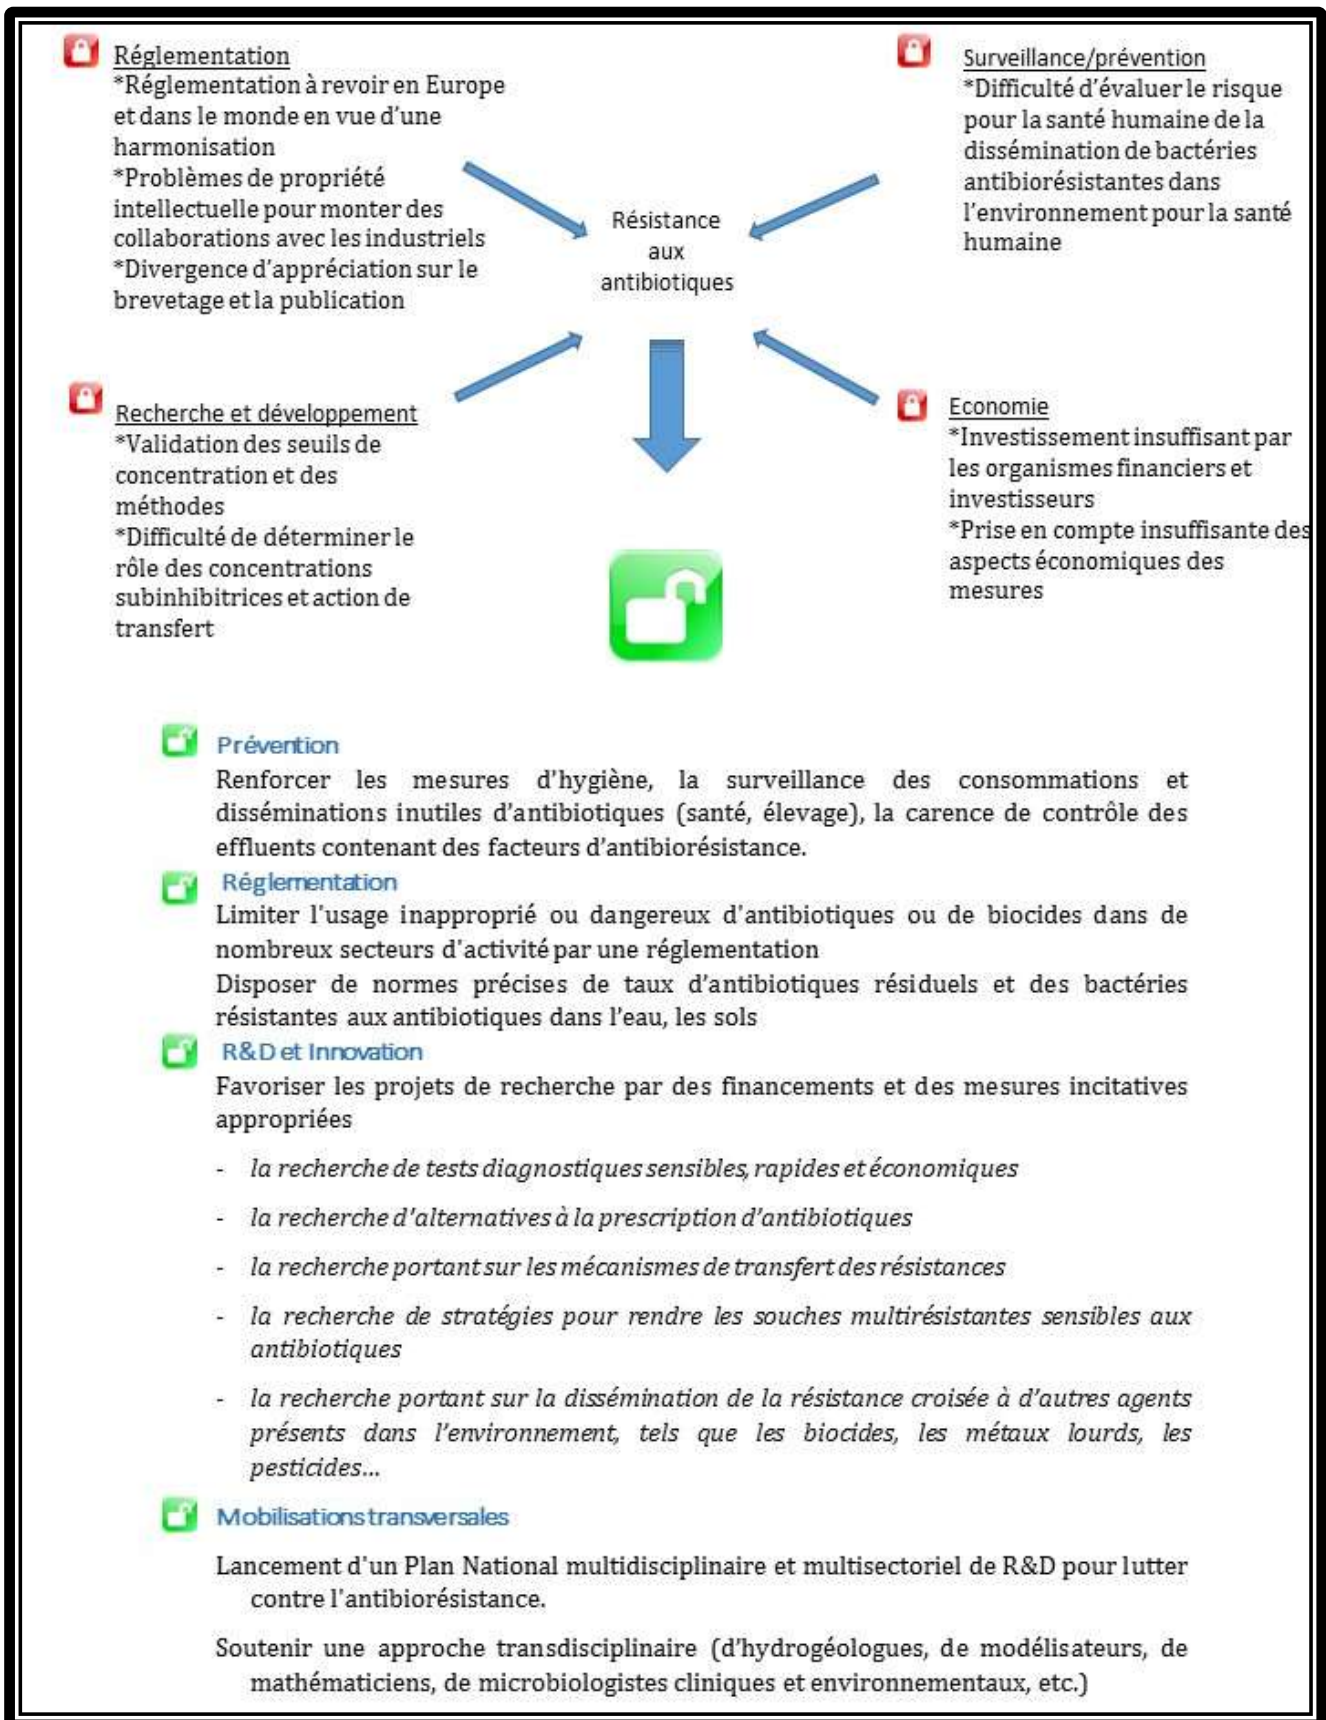 Réglementation
*Réglementation à revoir en Europe
et dans le monde en vue d'une
harmonisation
*Problèmes de propriété
intellectuelle pour monter des
collaborations avec les industriels
*Divergence d'appréciation sur le
brevetage et la publication
Surveillance/prévention
*Difficulté d'évaluer le risque
pour la santé humaine de la
dissémination de bactéries
antibiorésistantes dans
l'environnement pour la santé
humaine
Résistance
aux
antibiotiques
Recherche et développement
*Validation des seuils de
concentration et des
méthodes
*Difficulté de déterminer le
rôle des concentrations
subinhibitrices et action de
transfert
Economie
*Investissement insuffisant par
les organismes financiers et
investisseurs
*Prise en compte insuffisante des
aspects économiques des
mesures
Prévention
Renforcer les mesures d'hygiène, la surveillance des consommations et
disséminations inutiles d'antibiotiques (santé, élevage), la carence de contrôle des
effluents contenant des facteurs d'antibiorésistance.
Réglementation
Limiter l'usage inapproprié ou dangereux d'antibiotiques ou de biocides dans de
nombreux secteurs d'activité par une réglementation
Disposer de normes précises de taux d'antibiotiques résiduels et des bactéries
résistantes aux antibiotiques dans l'eau, les sols
R&D et Innovation
Favoriser les projets de recherche par des financements et des mesures incitatives
appropriées
- la recherche de tests diagnostiques sensibles, rapides et économiques
- la recherche d'alternatives à la prescription d'antibiotiques
- la recherche portant sur les mécanismes de transfert des résistances
- la recherche de stratégies pour rendre les souches multirésistantes sensibles aux
antibiotiques
- la recherche portant sur la dissémination de la résistance croisée à d'autres agents
présents dans l'environnement, tels que les biocides, les métaux lourds, les
pesticides...
Mobilisations transversales
Lancement d'un Plan National multidisciplinaire et multisectoriel de R&D pour lutter
contre l'antibiorésistance.
Soutenir une approche transdisciplinaire (d'hydrogéologues, de modélisateurs, de
mathématiciens, de microbiologistes cliniques et environnementaux, etc.)